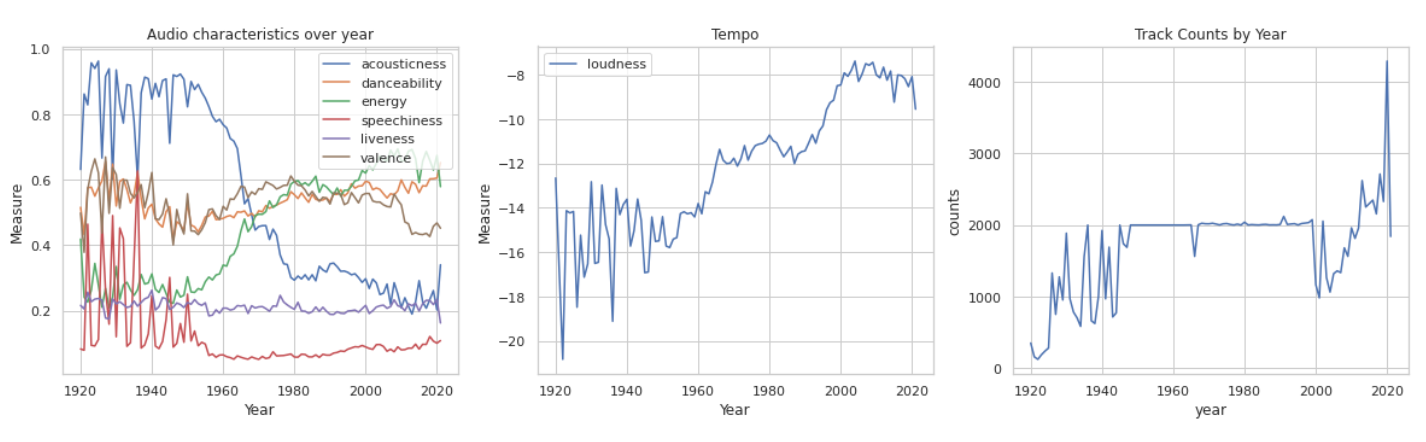 Audio characteristics over year
1.0
0.8
0.6
0.4
0.2
Measure
1920
1940
1960
1980
2000
2020
Year
acousticness
danceability
energy
speechiness
liveness
valence
Tempo
−8
−10
−12
−14
−16
−18
−20
Measure
1920
1940
1960
1980
2000
2020
Year
loudness
Track Counts by Year
4000
3000
2000
1000
0
counts
1920
1940
1960
1980
2000
2020
year